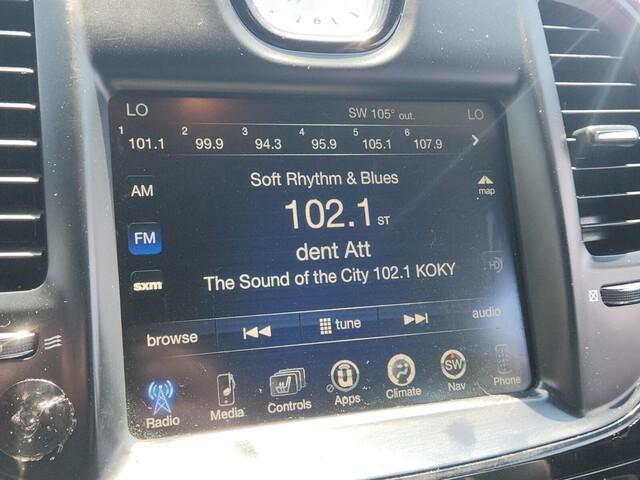 6
LO SW 105° out. LO
1 101.1 2 99.9 3 94.3 4 95.9 5 105.1 6 107.9
Soft Rhythm & Blues
AM
map
102.1 ST
FM
dent Att
HD
sxm
The Sound of the City 102.1 KOKY
browse tune audio
SW
Radio Media Controls Apps Climate Nav Phone